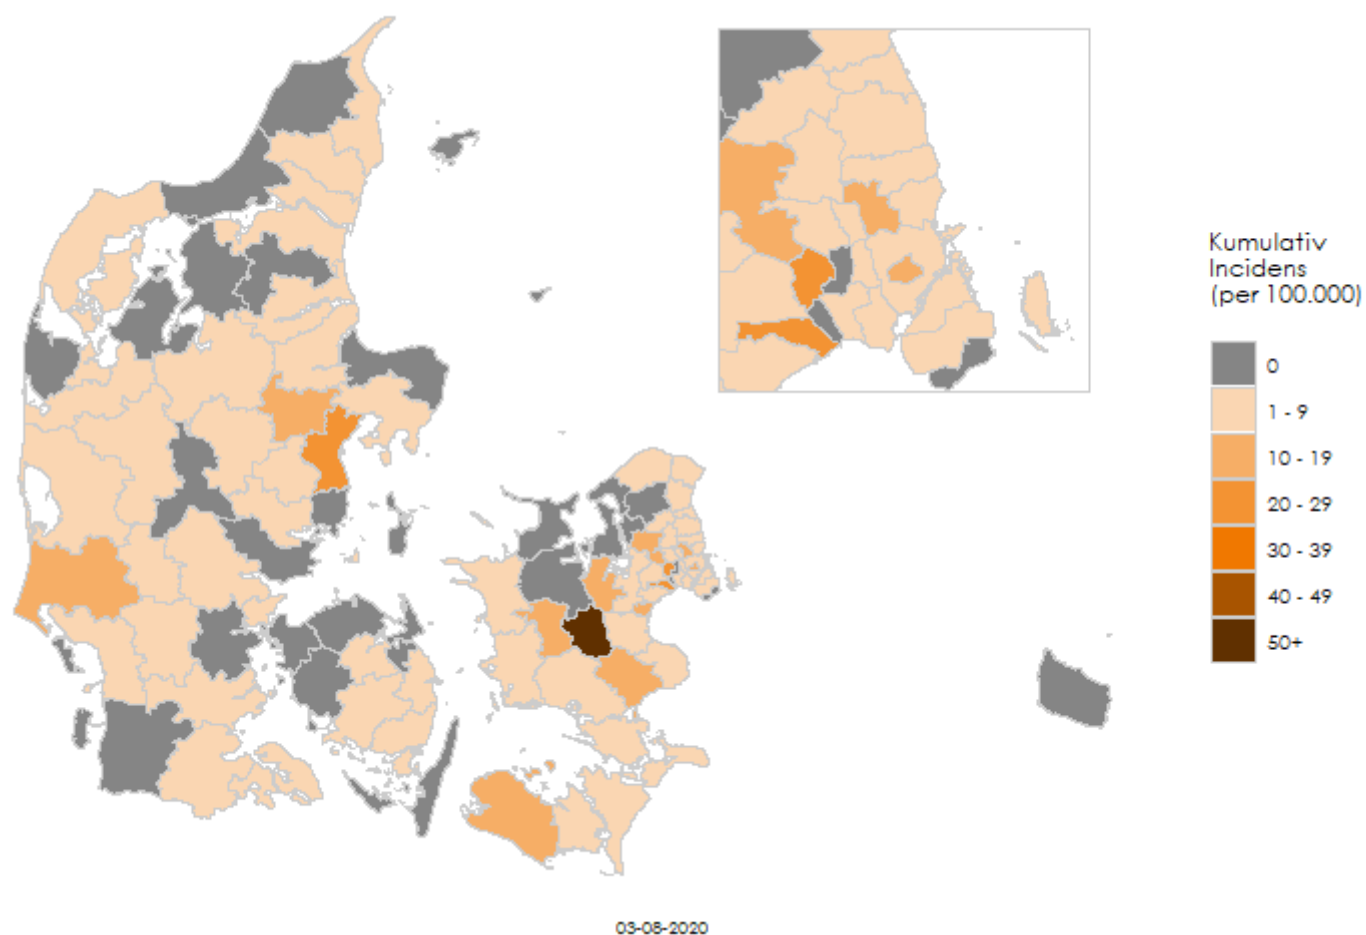 Kumulativ
Incidens
(per 100.000)
0
1 - 9
10 - 19
20 - 29
30 - 39
40 - 49
50+
03-08-2020